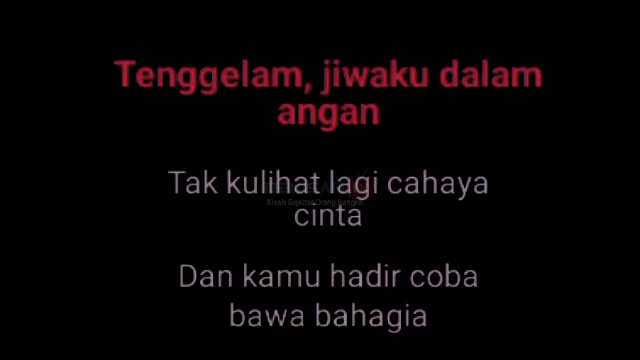 Tenggelam, jiwaku dalam
angan
Tak kulihat lagi cahaya
cinta
Dan kamu hadir coba
bawa bahagia